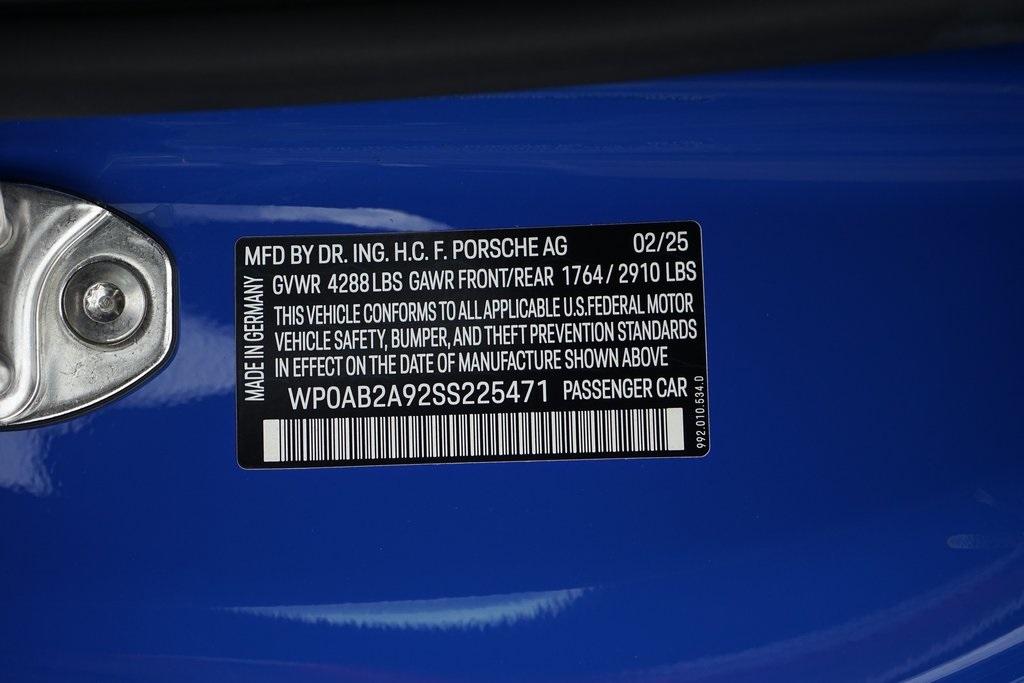 MFD BY DR. ING. H.C. F. PORSCHE AG 02/25
GVWR 4288 LBS GAWR FRONT/REAR 1764 / 2910 LBS
THIS VEHICLE CONFORMS TO ALL APPLICABLE U.S. FEDERAL MOTOR
VEHICLE SAFETY, BUMPER, AND THEFT PREVENTION STANDARDS
IN EFFECT ON THE DATE OF MANUFACTURE SHOWN ABOVE
WP0AB2A92SS225471 PASSENGER CAR
MADE IN GERMANY
992.010.534.D